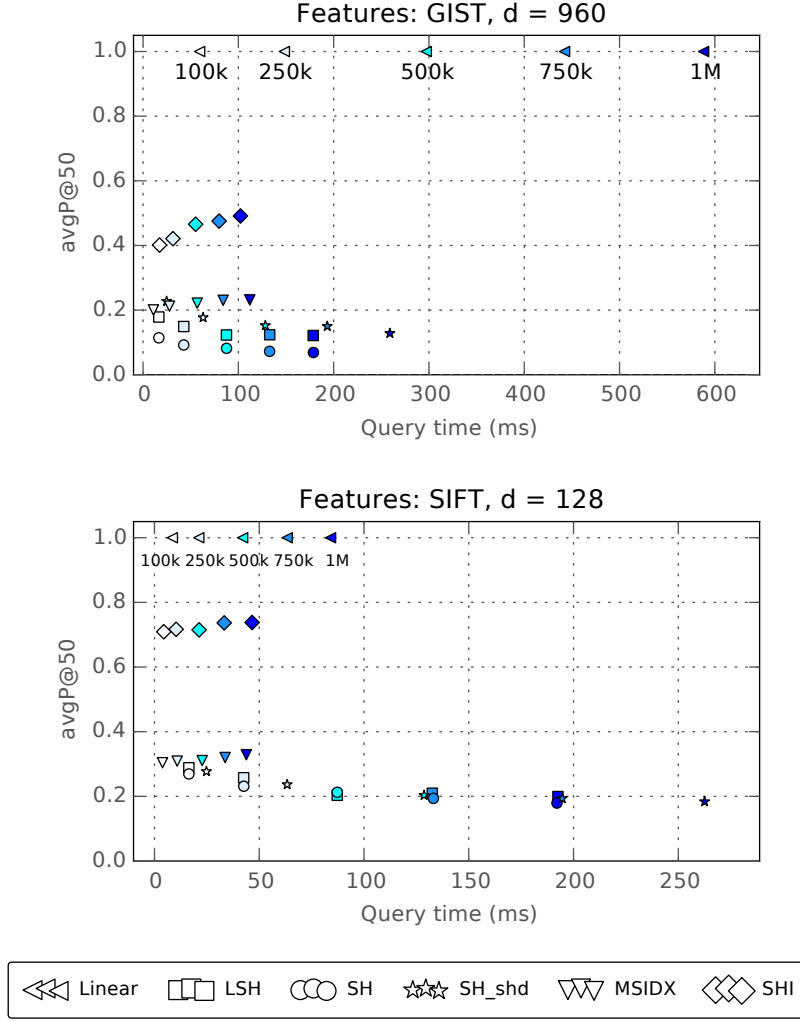 Features: GIST, d = 960
1.0
100k 250k 500k 750k 1M
0.8
0.6
0.4
0.2
0.0
avgP@50
0 100 200 300 400 500 600
Query time (ms)
Features: SIFT, d = 128
1.0
100k 250k 500k 750k 1M
0.8
0.6
0.4
0.2
0.0
avgP@50
0 50 100 150 200 250
Query time (ms)
Linear LSH SH SH_shd MSIDX SHI